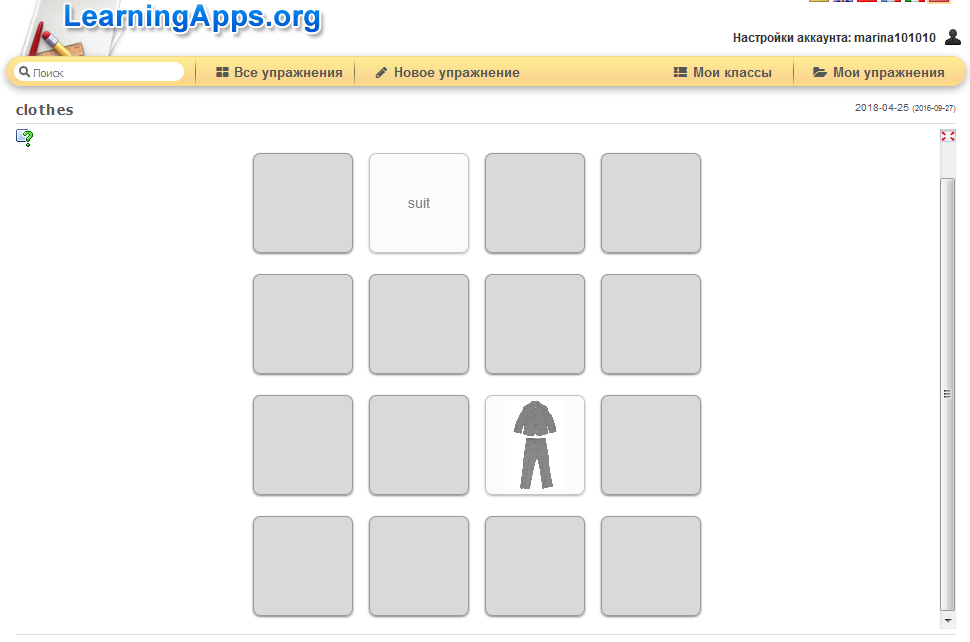 LearningApps.org
Настройки аккаунта: marina101010
Поиск
Все упражнения
Новое упражнение
Мои классы
Мои упражнения
clothes
2018-04-25 (2016-09-27)
suit